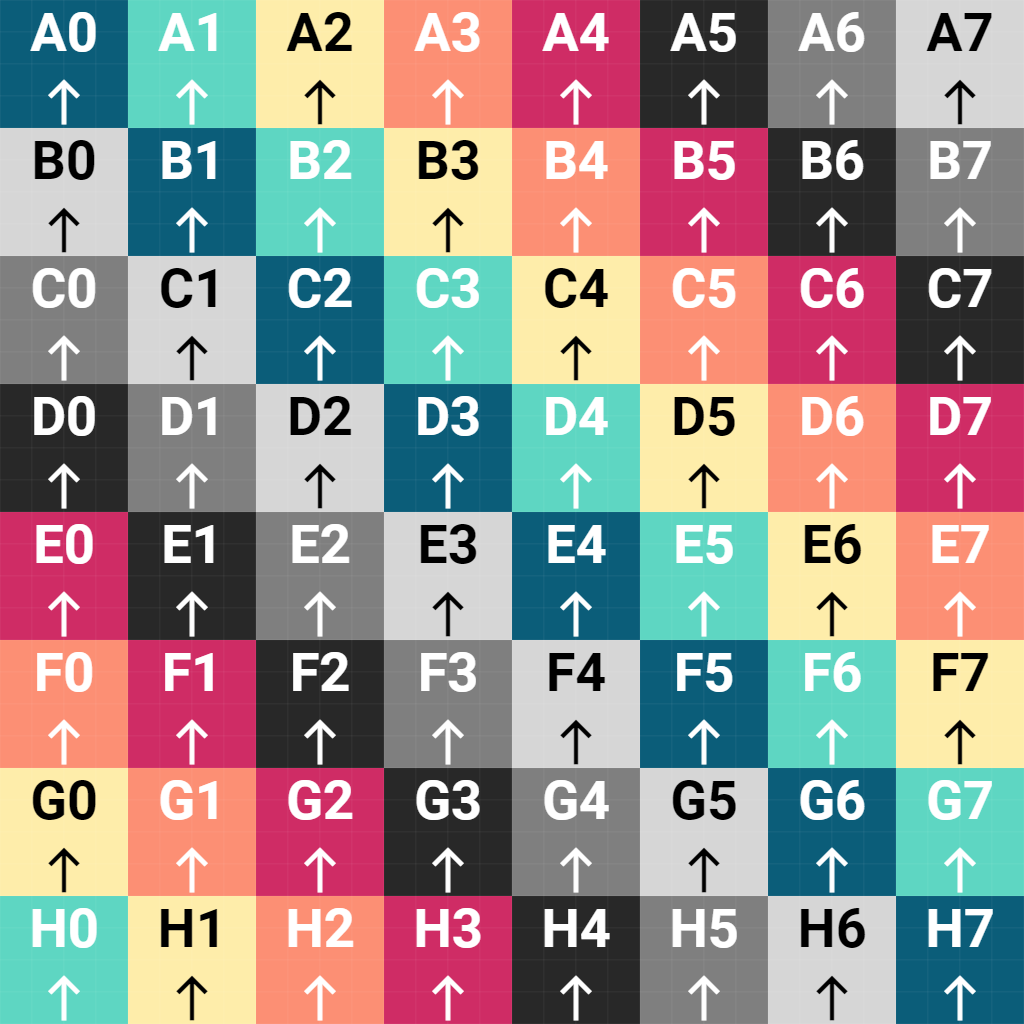 A0 A1 A2 A3 A4 A5 A6 A7
↑ ↑ ↑ ↑ ↑ ↑ ↑ ↑
B0 B1 B2 B3 B4 B5 B6 B7
↑ ↑ ↑ ↑ ↑ ↑ ↑ ↑
C0 C1 C2 C3 C4 C5 C6 C7
↑ ↑ ↑ ↑ ↑ ↑ ↑ ↑
D0 D1 D2 D3 D4 D5 D6 D7
↑ ↑ ↑ ↑ ↑ ↑ ↑ ↑
E0 E1 E2 E3 E4 E5 E6 E7
↑ ↑ ↑ ↑ ↑ ↑ ↑ ↑
F0 F1 F2 F3 F4 F5 F6 F7
↑ ↑ ↑ ↑ ↑ ↑ ↑ ↑
G0 G1 G2 G3 G4 G5 G6 G7
↑ ↑ ↑ ↑ ↑ ↑ ↑ ↑
H0 H1 H2 H3 H4 H5 H6 H7
↑ ↑ ↑ ↑ ↑ ↑ ↑ ↑